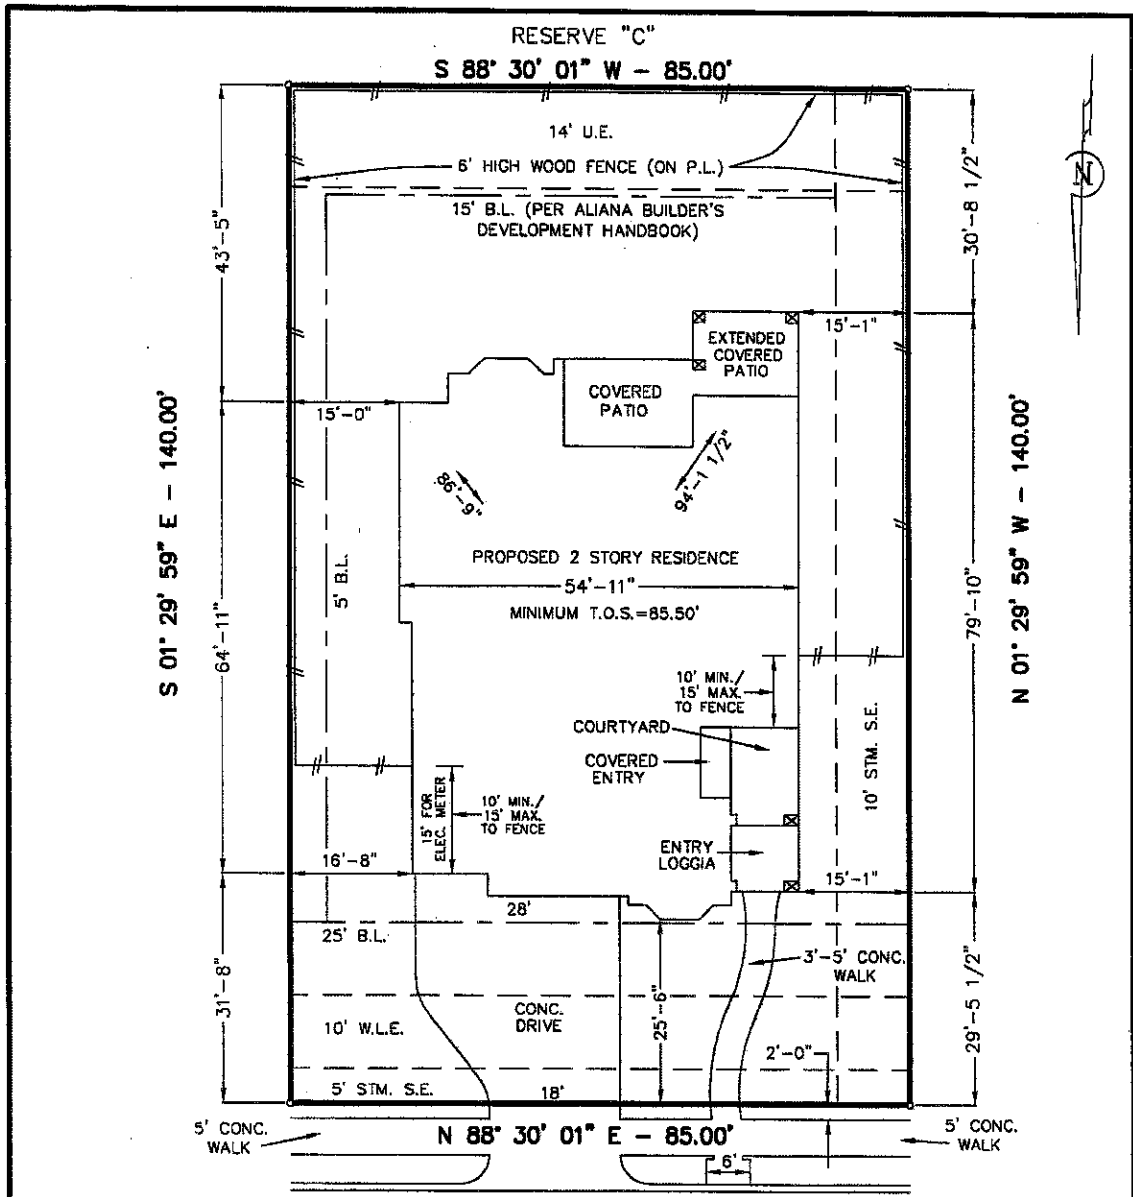 RESERVE "C"
S 88° 30' 01" W - 85.00'
14' U.E.
6' HIGH WOOD FENCE (ON P.L.)
15' B.L. (PER ALIANA BUILDER'S
DEVELOPMENT HANDBOOK)
N
43'-5"
30'-8 1/2"
15'-1"
EXTENDED
COVERED
PATIO
COVERED
PATIO
15'-0"
86'-9"
94'-1 1/2"
S 01° 29' 59" E - 140.00'
N 01° 29' 59" W - 140.00'
5' B.L.
PROPOSED 2 STORY RESIDENCE
54'-11"
MINIMUM T.O.S.=85.50'
64'-11"
79'-10"
10' MIN./
15' MAX.
TO FENCE
COURTYARD
COVERED
ENTRY
10' STM. S.E.
15' FOR
ELEC. METER
10' MIN./
15' MAX.
TO FENCE
ENTRY
LOGGIA
16'-8"
15'-1"
28'
25' B.L.
3'-5' CONC.
WALK
31'-8"
25'-6"
29'-5 1/2"
CONC.
DRIVE
10' W.L.E.
2'-0"
5' STM. S.E.
18'
5' CONC.
WALK
N 88° 30' 01" E - 85.00'
5' CONC.
WALK
6'